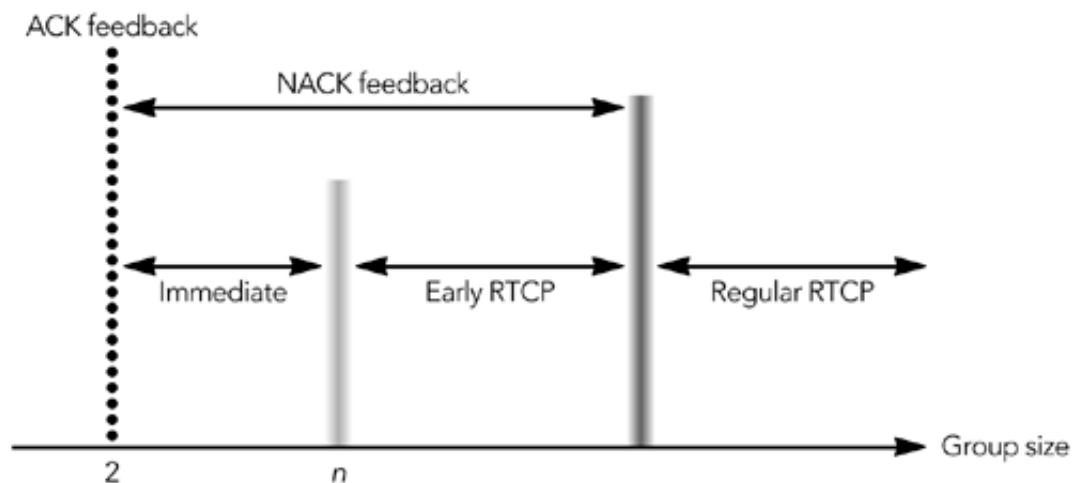 ACK feedback
NACK feedback
Immediate
Early RTCP
Regular RTCP
Group size
2
n